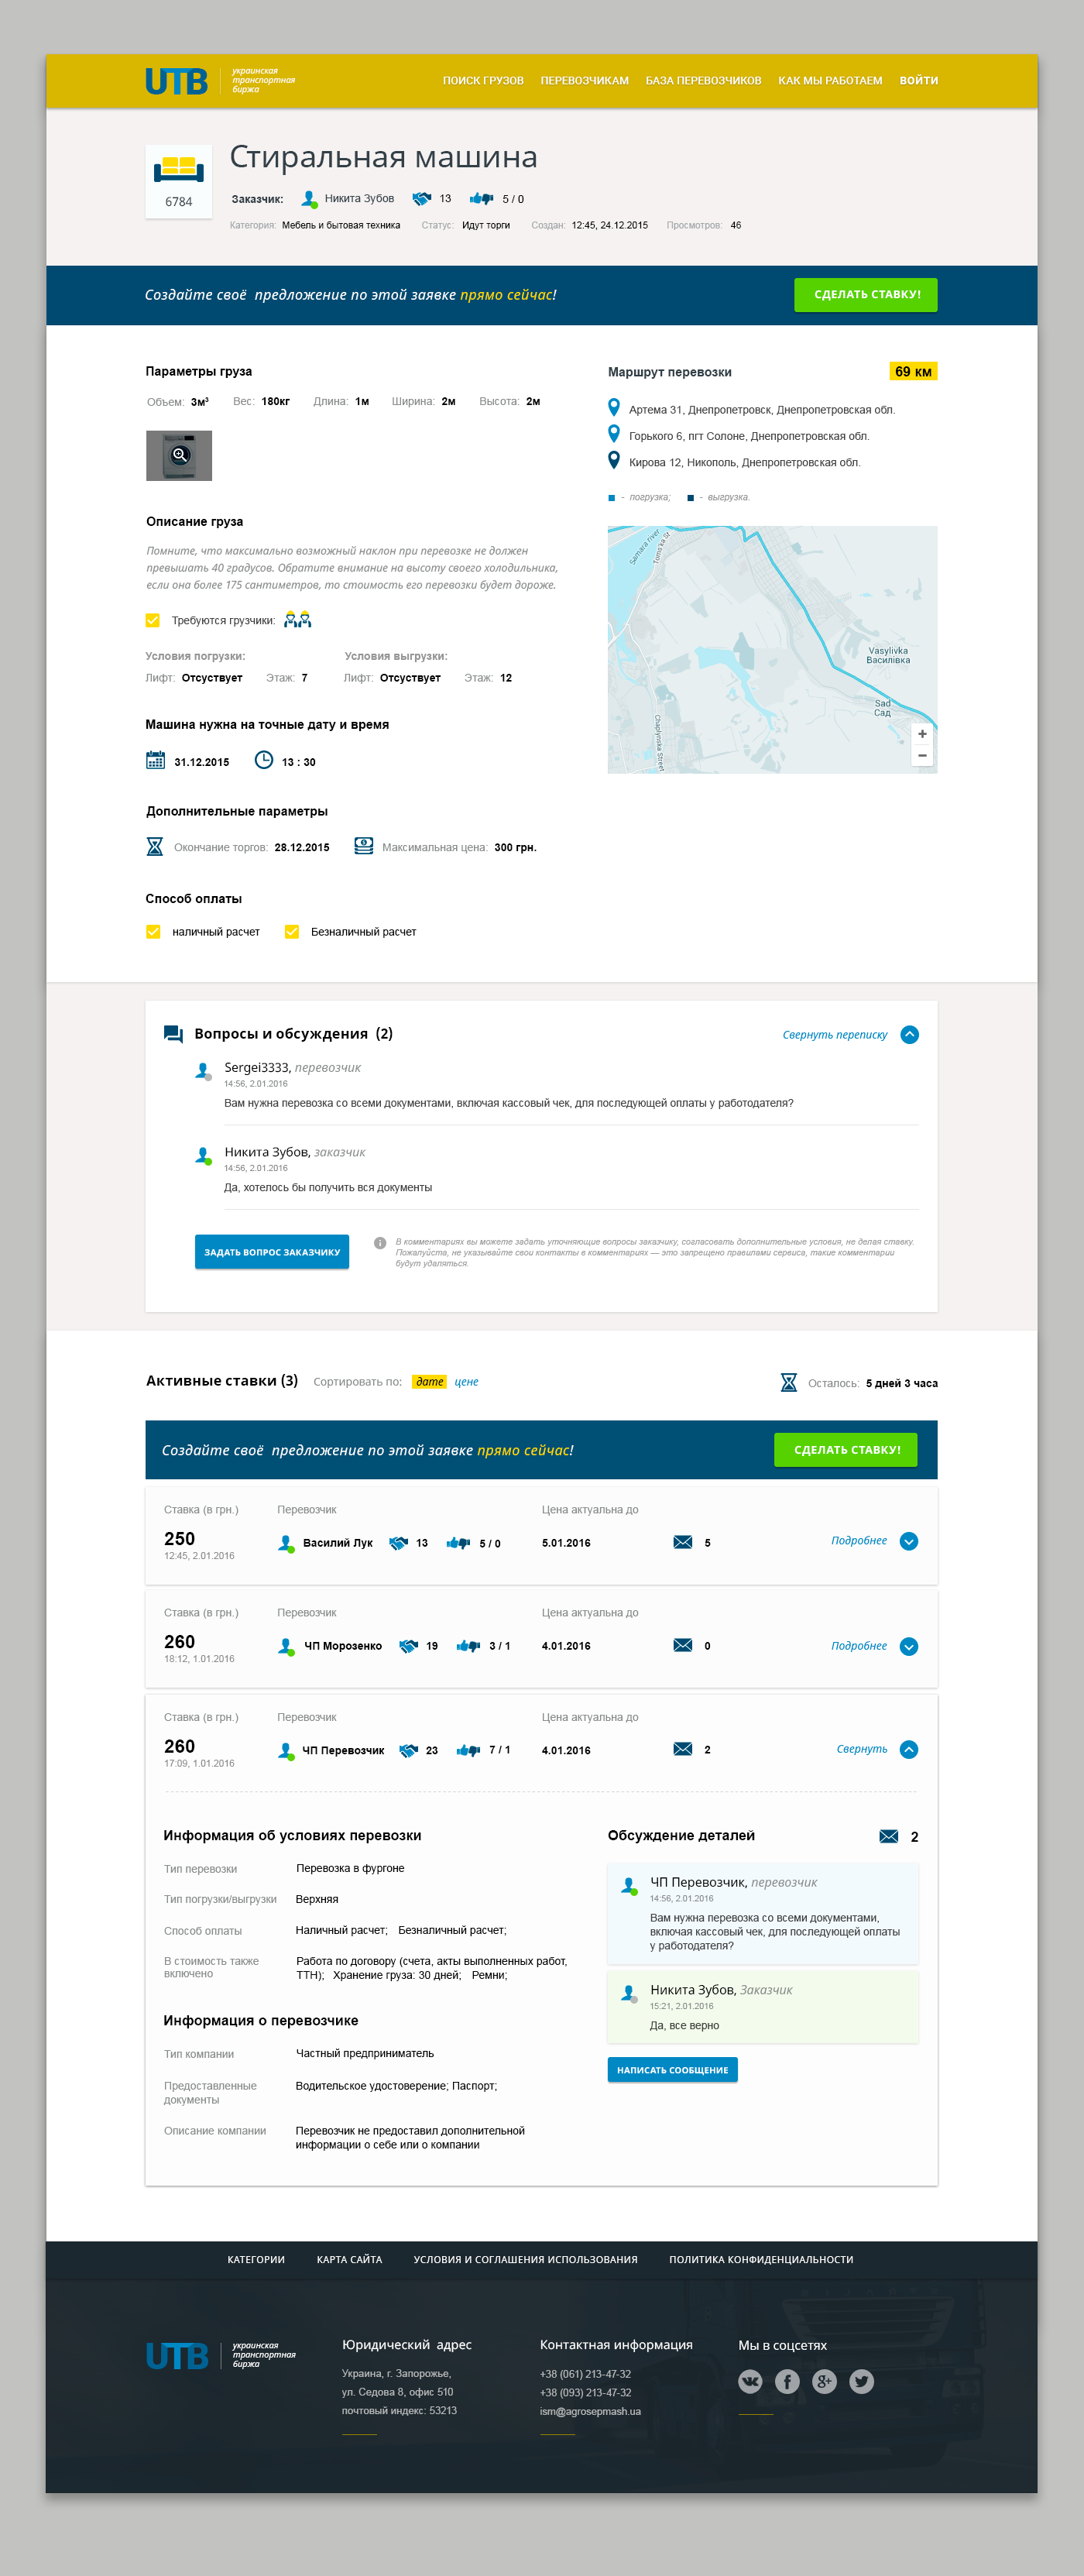 UTB
украинская
транспортная
биржа
ПОИСК ГРУЗОВ ПЕРЕВОЗЧИКАМ БАЗА ПЕРЕВОЗЧИКОВ КАК МЫ РАБОТАЕМ ВОЙТИ
Стиральная машина
6784
Заказчик: Никита Зубов 13 5 / 0
Категория: Мебель и бытовая техника Статус: Идут торги Создан: 12:45, 24.12.2015 Просмотров: 46
Создайте своё предложение по этой заявке прямо сейчас!
СДЕЛАТЬ СТАВКУ!
Параметры груза
Объем: 3м³ Вес: 180кг Длина: 1м Ширина: 2м Высота: 2м
Описание груза
Помните, что максимально возможный наклон при перевозке не должен
превышать 40 градусов. Обратите внимание на высоту своего холодильника,
если она более 175 сантиметров, то стоимость его перевозки будет дороже.
Требуются грузчики:
Условия погрузки: Условия выгрузки:
Лифт: Отсуствует Этаж: 7 Лифт: Отсуствует Этаж: 12
Машина нужна на точные дату и время
31.12.2015 13 : 30
Дополнительные параметры
Окончание торгов: 28.12.2015 Максимальная цена: 300 грн.
Способ оплаты
наличный расчет Безналичный расчет
Маршрут перевозки 69 км
Артема 31, Днепропетровск, Днепропетровская обл.
Горького 6, пгт Солоне, Днепропетровская обл.
Кирова 12, Никополь, Днепропетровская обл.
- погрузка; - выгрузка.
Samara river
Toms'ka St
Vasylivka
Василівка
Sad
Сад
Chaplynska Street
+
−
Вопросы и обсуждения (2)
Свернуть переписку
Sergei3333, перевозчик
14:56, 2.01.2016
Вам нужна перевозка со всеми документами, включая кассовый чек, для последующей оплаты у работодателя?
Никита Зубов, заказчик
14:56, 2.01.2016
Да, хотелось бы получить вся документы
ЗАДАТЬ ВОПРОС ЗАКАЗЧИКУ
В комментариях вы можете задать уточняющие вопросы заказчику, согласовать дополнительные условия, не делая ставку.
Пожалуйста, не указывайте свои контакты в комментариях — это запрещено правилами сервиса, такие комментарии
будут удаляться.
Активные ставки (3) Сортировать по: дате цене
Осталось: 5 дней 3 часа
Создайте своё предложение по этой заявке прямо сейчас!
СДЕЛАТЬ СТАВКУ!
Ставка (в грн.) Перевозчик Цена актуальна до
250 Василий Лук 13 5 / 0 5.01.2016 5 Подробнее
12:45, 2.01.2016
Ставка (в грн.) Перевозчик Цена актуальна до
260 ЧП Морозенко 19 3 / 1 4.01.2016 0 Подробнее
18:12, 1.01.2016
Ставка (в грн.) Перевозчик Цена актуальна до
260 ЧП Перевозчик 23 7 / 1 4.01.2016 2 Свернуть
17:09, 1.01.2016
Информация об условиях перевозки
Тип перевозки Перевозка в фургоне
Тип погрузки/выгрузки Верхняя
Способ оплаты Наличный расчет; Безналичный расчет;
В стоимость также Работа по договору (счета, акты выполненных работ,
включено ТТН); Хранение груза: 30 дней; Ремни;
Информация о перевозчике
Тип компании Частный предприниматель
Предоставленные Водительское удостоверение; Паспорт;
документы
Описание компании Перевозчик не предоставил дополнительной
информации о себе или о компании
Обсуждение деталей 2
ЧП Перевозчик, перевозчик
14:56, 2.01.2016
Вам нужна перевозка со всеми документами,
включая кассовый чек, для последующей оплаты
у работодателя?
Никита Зубов, Заказчик
15:21, 2.01.2016
Да, все верно
НАПИСАТЬ СООБЩЕНИЕ
КАТЕГОРИИ КАРТА САЙТА УСЛОВИЯ И СОГЛАШЕНИЯ ИСПОЛЬЗОВАНИЯ ПОЛИТИКА КОНФИДЕНЦИАЛЬНОСТИ
UTB
украинская
транспортная
биржа
Юридический адрес
Украина, г. Запорожье,
ул. Седова 8, офис 510
почтовый индекс: 53213
Контактная информация
+38 (061) 213-47-32
+38 (093) 213-47-32
ism@agrosepmash.ua
Мы в соцсетях